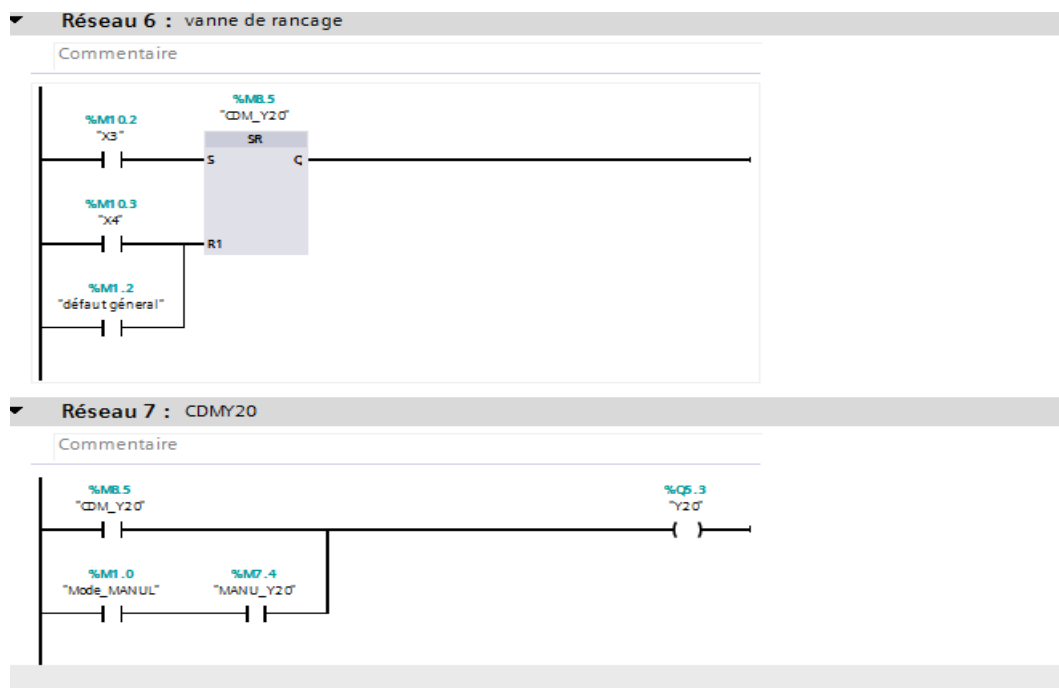 Réseau 6 : vanne de rancage
Commentaire
%M8.5
"CDM_Y20"
%M10.2
"X3"
SR
S Q
%M10.3
"X4"
R1
%M1.2
"défaut géneral"
Réseau 7 : CDMY20
Commentaire
%M8.5
"CDM_Y20"
%Q5.3
"Y20"
%M1.0 %M7.4
"Mode_MANUL" "MANU_Y20"